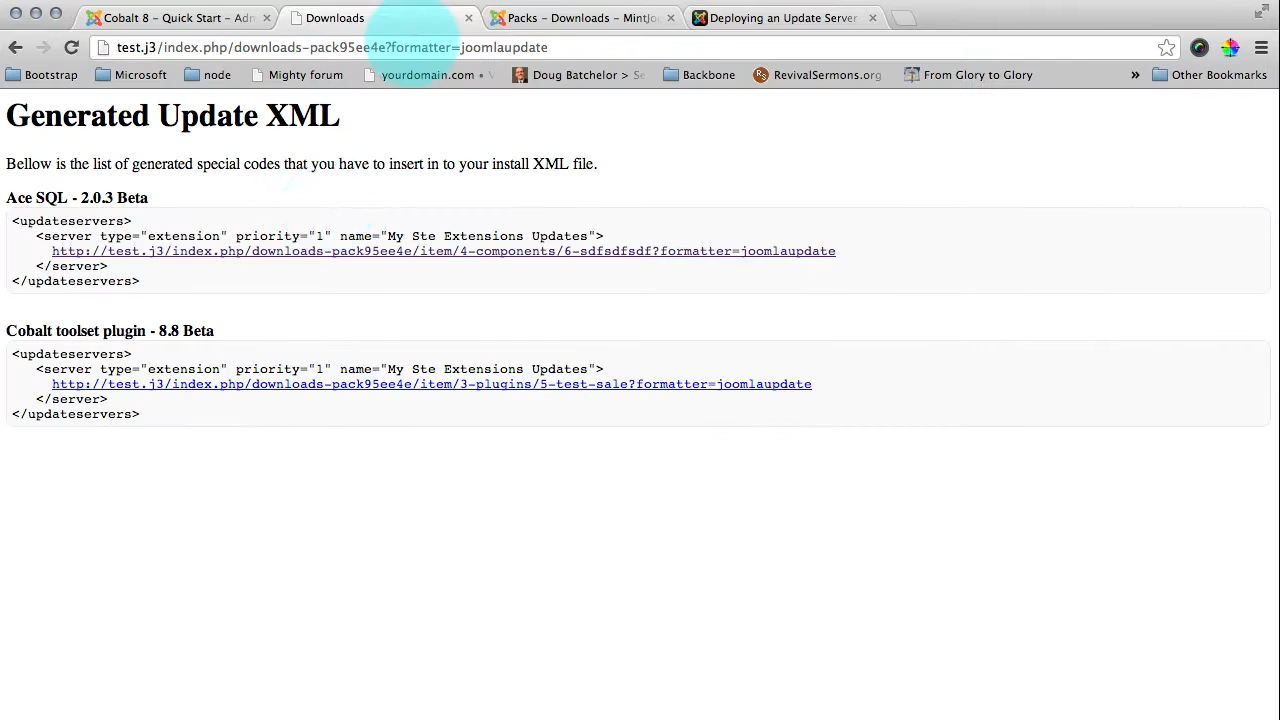 Cobalt 8 – Quick Start – Adm
Downloads
Packs – Downloads – MintJo
Deploying an Update Server
test.j3/index.php/downloads-pack95ee4e?formatter=joomlaupdate
Bootstrap
Microsoft
node
Mighty forum
yourdomain.com •
Doug Batchelor > Se
Backbone
RevivalSermons.org
From Glory to Glory
»
Other Bookmarks
Generated Update XML
Bellow is the list of generated special codes that you have to insert in to your install XML file.
Ace SQL - 2.0.3 Beta
<updateservers>
<server type="extension" priority="1" name="My Ste Extensions Updates">
http://test.j3/index.php/downloads-pack95ee4e/item/4-components/6-sdfsdfsdf?formatter=joomlaupdate
</server>
</updateservers>
Cobalt toolset plugin - 8.8 Beta
<updateservers>
<server type="extension" priority="1" name="My Ste Extensions Updates">
http://test.j3/index.php/downloads-pack95ee4e/item/3-plugins/5-test-sale?formatter=joomlaupdate
</server>
</updateservers>